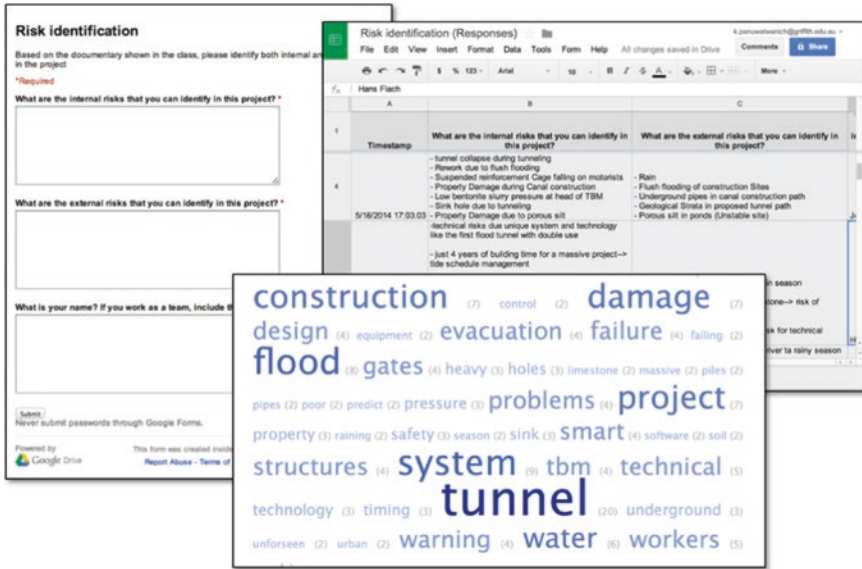 Risk identification
Based on the documentary shown in the class, please identify both internal an
in the project
*Required
What are the internal risks that you can identify in this project? *
What are the external risks that you can identify in this project? *
What is your name? If you work as a team, include th
Submit
Never submit passwords through Google Forms.
Powered by
Google Drive
This form was created inside
Report Abuse - Terms of
Risk identification (Responses)
k.panuwatwanich@griffith.edu.au
File Edit View Insert Format Data Tools Form Help All changes saved in Drive
Comments
Share
$ % 123 Arial 10 B I S A More
fx Hans Flach
A B C
1 Timestamp What are the internal risks that you can identify in this project? What are the external risks that you can identify in this project?
4
5/16/2014 17:03:03
- tunnel collapse during tunneling
- Rework due to flush flooding
- Suspended reinforcement Cage falling on motorists
- Property Damage during Canal construction
- Low bentonite slurry pressure at head of TBM
- Sink hole due to tunneling
- Property Damage due to porous silt
- Rain
- Flush flooding of construction Sites
- Underground pipes in canal construction path
- Geological Strata in proposed tunnel path
- Porous silt in ponds (Unstable site)
-technical risks due unique system and technology
like the first flood tunnel with double use
- just 4 years of building time for a massive project-->
tide schedule management
in season
tone--> risk of
sk for technical
river ta rainy season
construction (7) control (2) damage (7)
design (4) equipment (2) evacuation (4) failure (4) falling (2)
flood (8) gates (4) heavy (3) holes (3) limestone (2) massive (2) piles (2)
pipes (2) poor (2) predict (2) pressure (3) problems (4) project (7)
property (3) raining (2) safety (3) season (2) sink (3) smart (4) software (2) soil (2)
structures (4) system (9) tbm (4) technical (5)
technology (3) timing (3) tunnel (20) underground (3)
unforseen (2) urban (2) warning (4) water (6) workers (5)